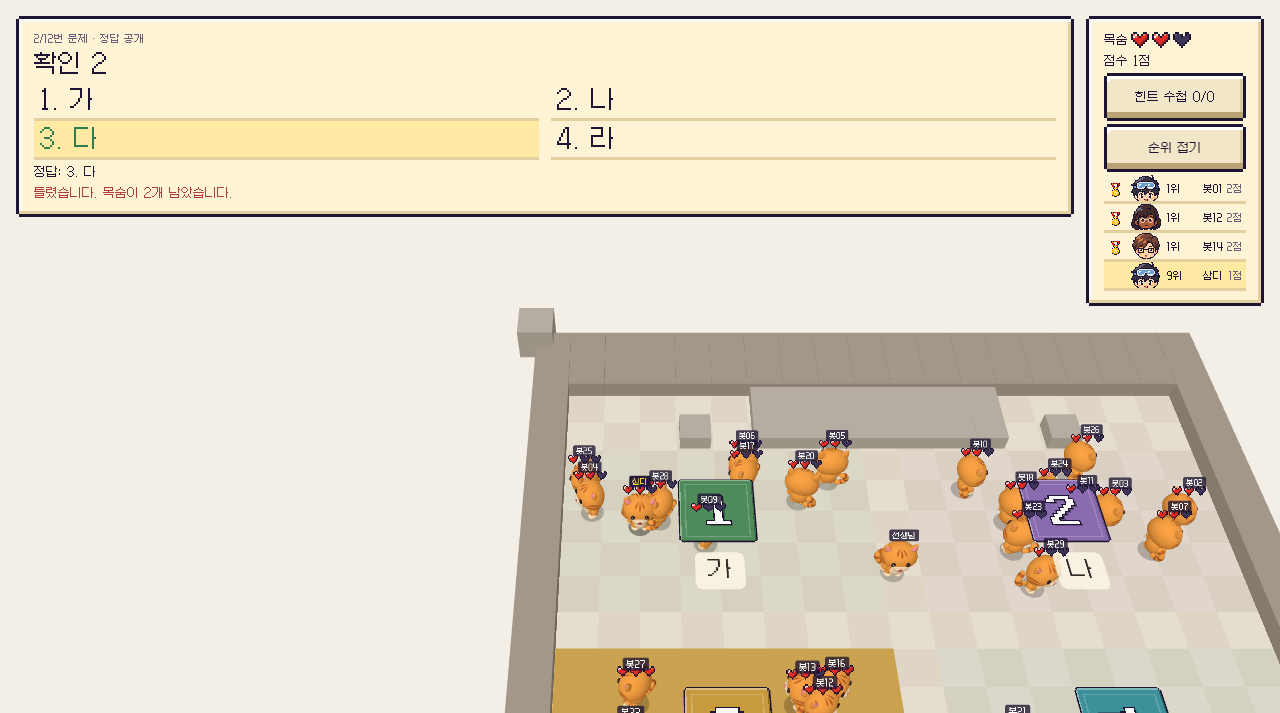 2/12번 문제 · 정답 공개
확인 2
1. 가
2. 나
3. 다
4. 라
정답: 3. 다
틀렸습니다. 목숨이 2개 남았습니다.
목숨
점수 1점
힌트 수첩 0/0
순위 접기
1위 봇01 2점
1위 봇12 2점
1위 봇14 2점
9위 삼디 1점
봇06
봇17
봇05
봇26
봇10
봇25
봇04
봇20
봇24
삼디
봇28
봇18
봇11
봇03
봇02
봇09
봇23
봇07
1
2
선생님
봇29
가
나
봇27
봇13
봇16
봇12